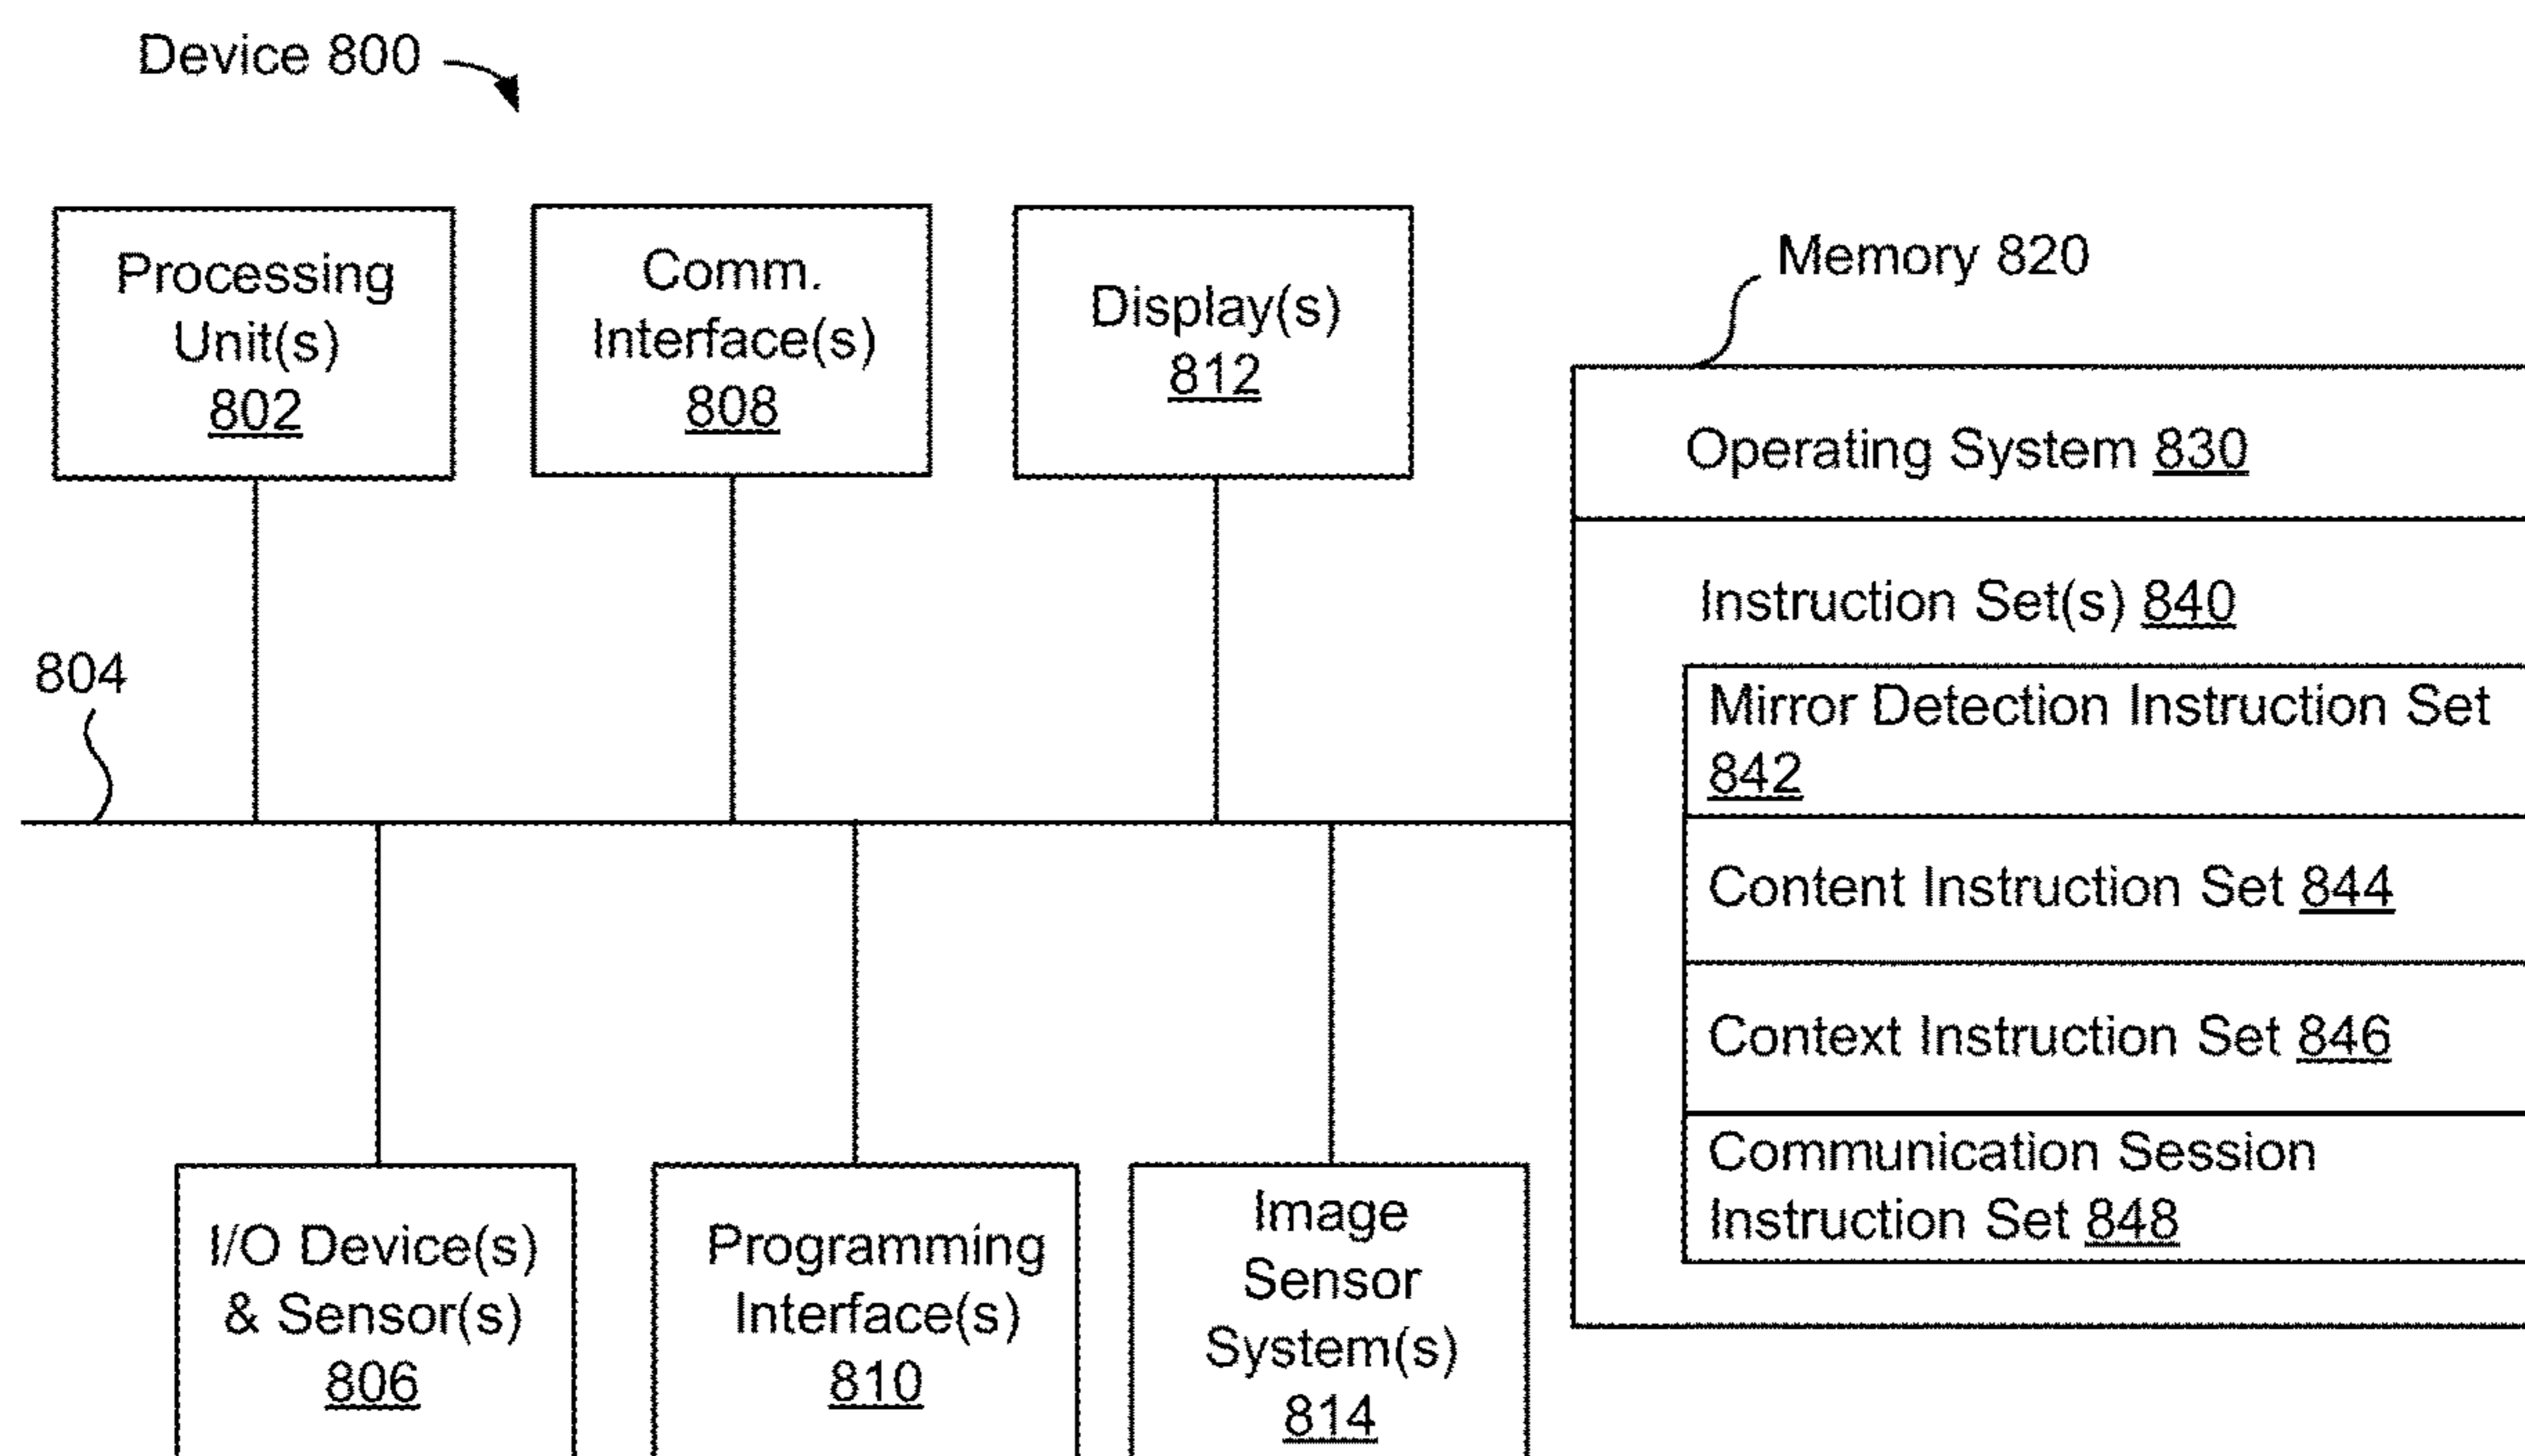 Device 800
Processing
Unit(s)
802
Comm.
Interface(s)
808
Display(s)
812
Memory 820
Operating System 830
Instruction Set(s) 840
Mirror Detection Instruction Set
842
Content Instruction Set 844
Context Instruction Set 846
Communication Session
Instruction Set 848
804
I/O Device(s)
& Sensor(s)
806
Programming
Interface(s)
810
Image
Sensor
System(s)
814